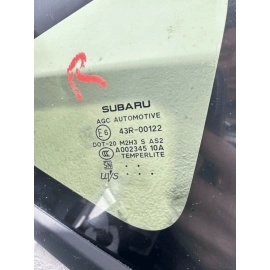 R
SUBARU
AGC AUTOMOTIVE
E6 43R-00122
DOT-20 M2H3 S AS2
A002345 10A
TEMPERLITE